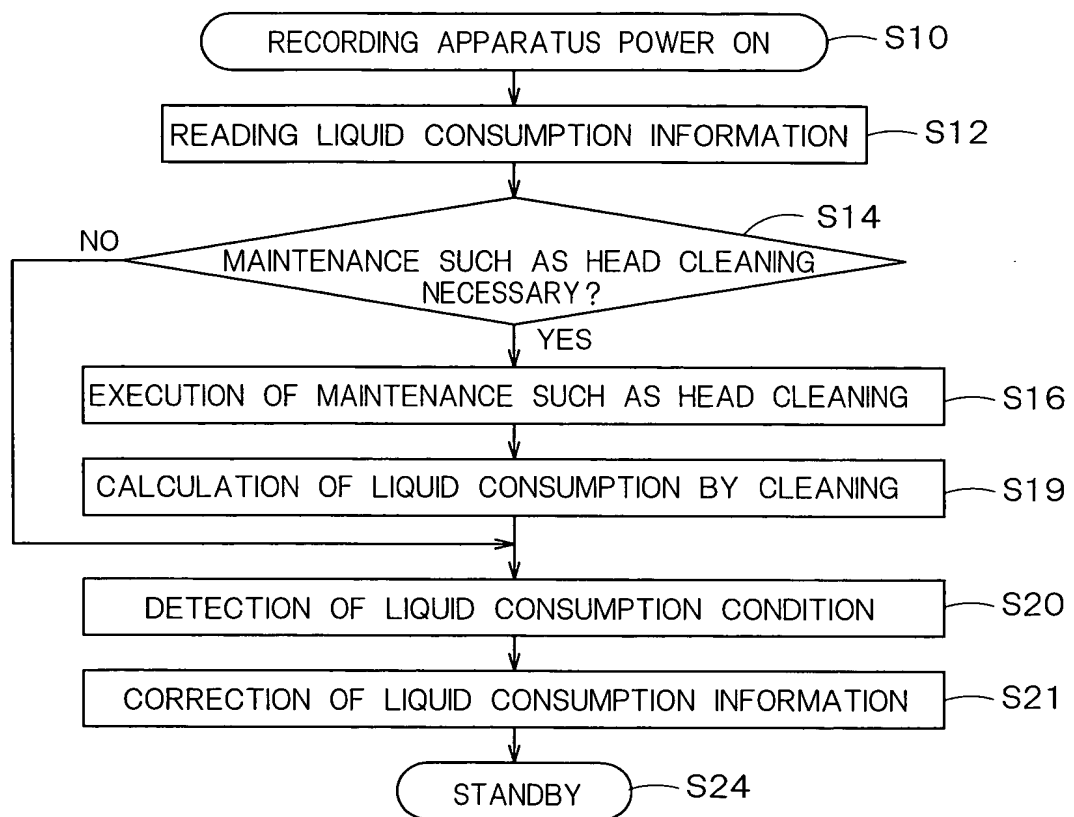 RECORDING APPARATUS POWER ON
S10
READING LIQUID CONSUMPTION INFORMATION
S12
S14
NO
MAINTENANCE SUCH AS HEAD CLEANING
NECESSARY?
YES
EXECUTION OF MAINTENANCE SUCH AS HEAD CLEANING
S16
CALCULATION OF LIQUID CONSUMPTION BY CLEANING
S19
DETECTION OF LIQUID CONSUMPTION CONDITION
S20
CORRECTION OF LIQUID CONSUMPTION INFORMATION
S21
STANDBY
S24